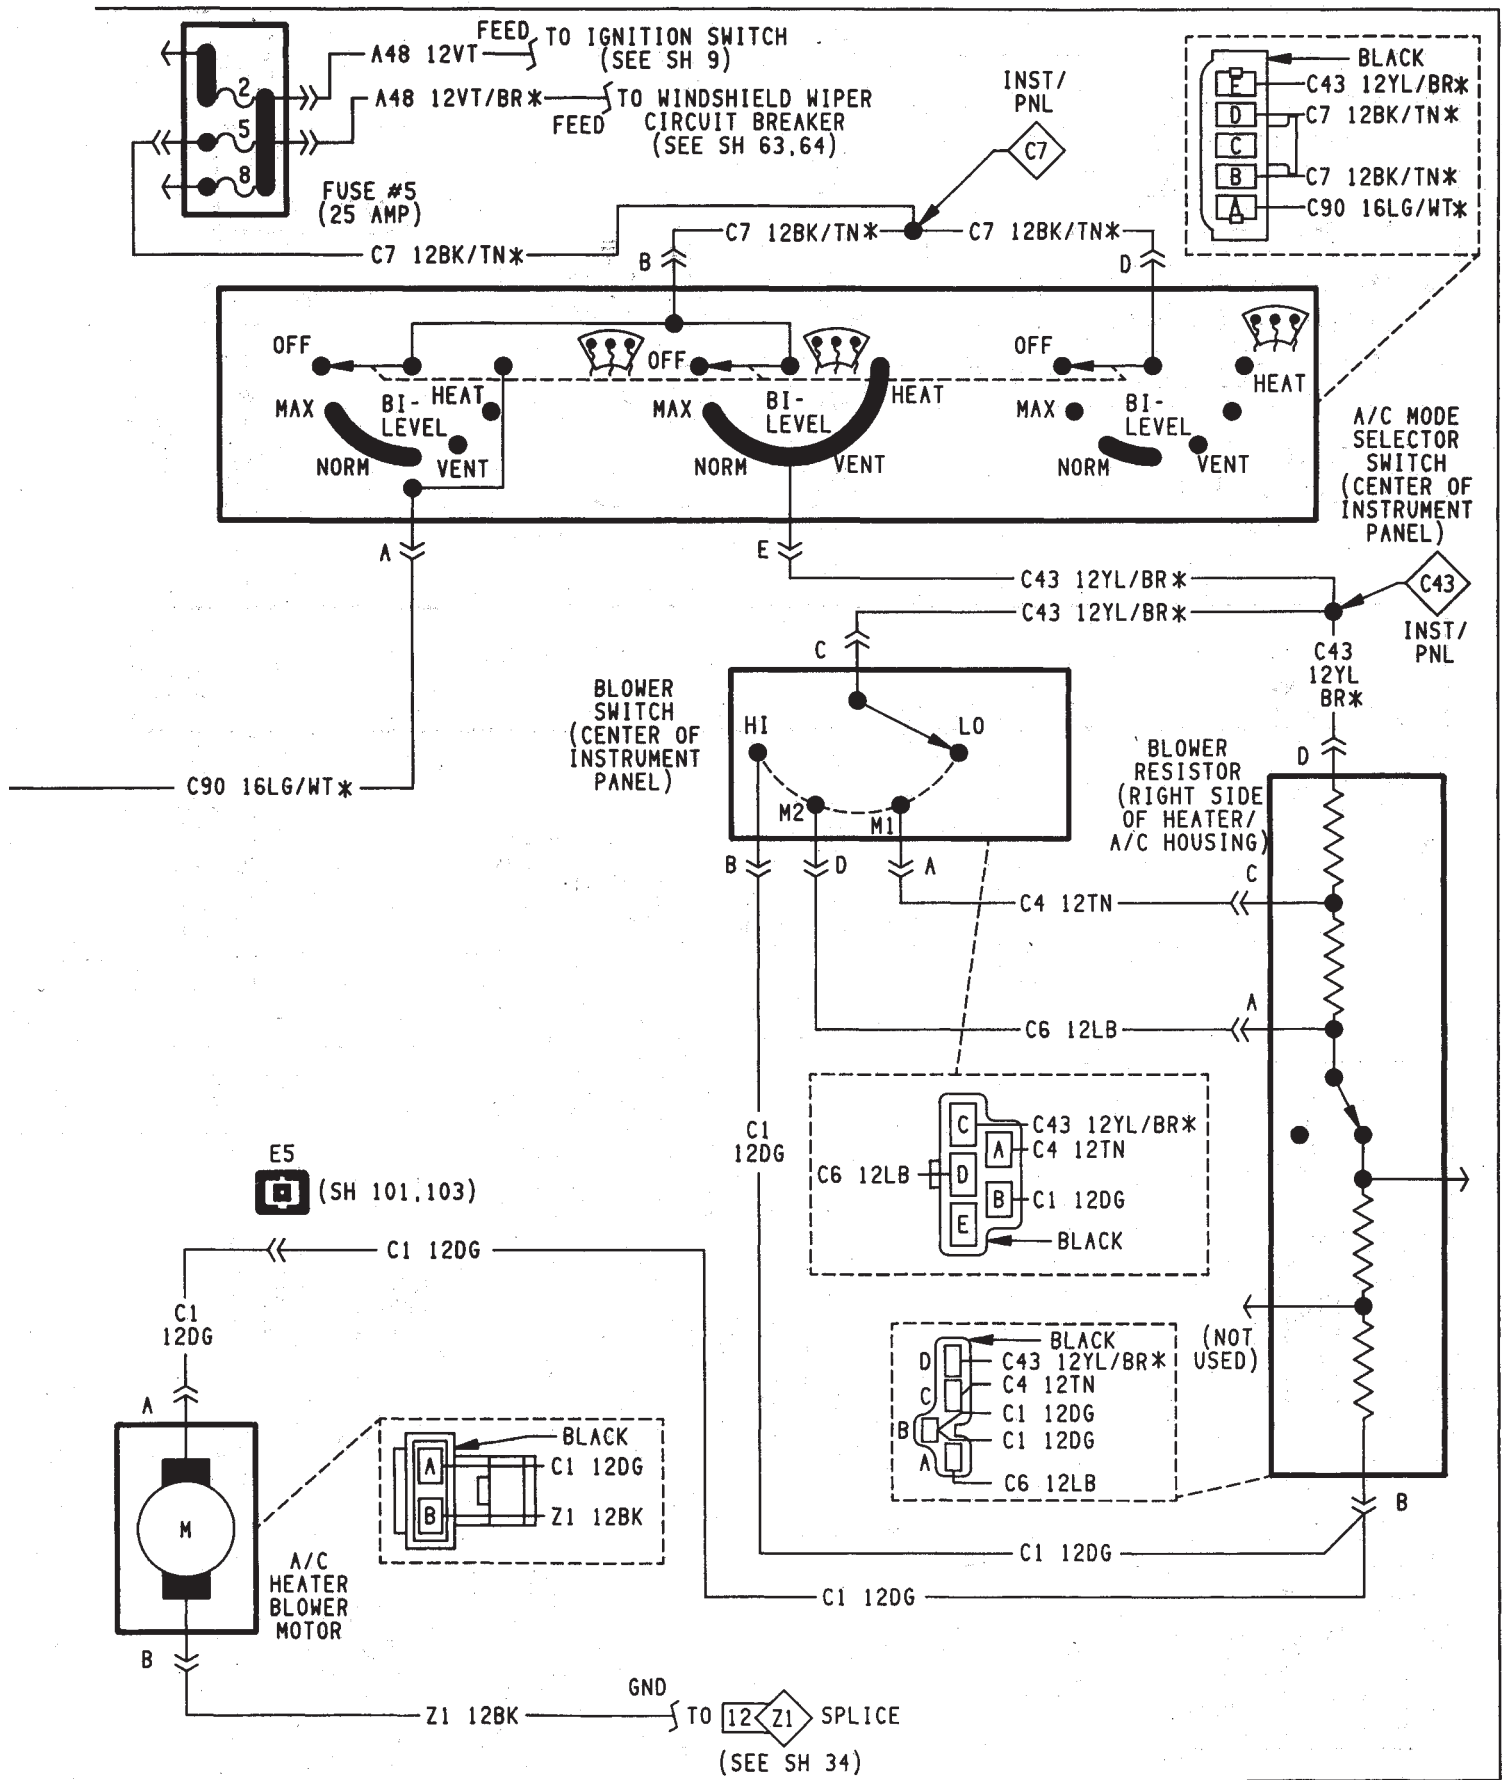 FEED
A48 12VT
TO IGNITION SWITCH
(SEE SH 9)
2
A48 12VT/BR*
FEED
TO WINDSHIELD WIPER
CIRCUIT BREAKER
(SEE SH 63,64)
5
8
FUSE #5
(25 AMP)
C7 12BK/TN*
INST/
PNL
C7
C7 12BK/TN*
C7 12BK/TN*
B
D
BLACK
E
C43 12YL/BR*
D
C7 12BK/TN*
C
B
C7 12BK/TN*
A
C90 16LG/WT*
OFF
MAX
BI-
LEVEL
HEAT
NORM
VENT
OFF
MAX
BI-
LEVEL
HEAT
NORM
VENT
OFF
MAX
BI-
LEVEL
HEAT
NORM
VENT
A/C MODE
SELECTOR
SWITCH
(CENTER OF
INSTRUMENT
PANEL)
A
E
C43 12YL/BR*
C43 12YL/BR*
C43
INST/
PNL
C43
12YL
BR*
C
BLOWER
SWITCH
(CENTER OF
INSTRUMENT
PANEL)
HI
LO
M2
M1
B
D
A
C90 16LG/WT*
BLOWER
RESISTOR
(RIGHT SIDE
OF HEATER/
A/C HOUSING)
D
C
C4 12TN
A
C6 12LB
C1
12DG
C
C43 12YL/BR*
A
C4 12TN
C6 12LB
D
B
C1 12DG
E
BLACK
E5
(SH 101,103)
C1 12DG
C1
12DG
(NOT
USED)
BLACK
D
C43 12YL/BR*
C
C4 12TN
C1 12DG
B
C1 12DG
A
C6 12LB
A
M
A/C
HEATER
BLOWER
MOTOR
BLACK
A
C1 12DG
B
Z1 12BK
B
C1 12DG
C1 12DG
B
Z1 12BK
GND
TO 12 Z1 SPLICE
(SEE SH 34)